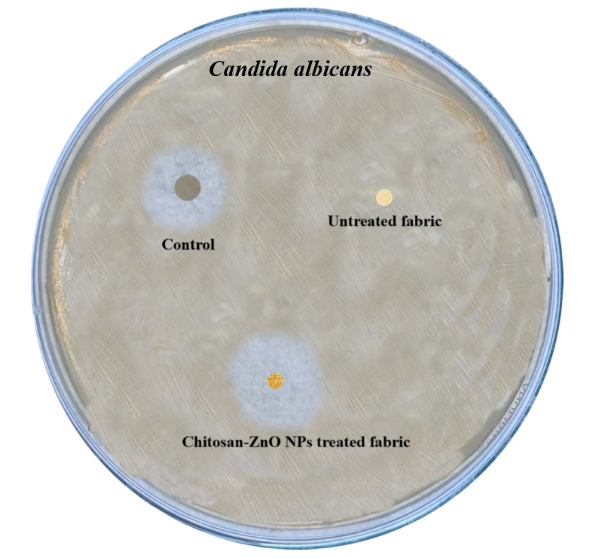 Candida albicans
Untreated fabric
Control
Chitosan-ZnO NPs treated fabric